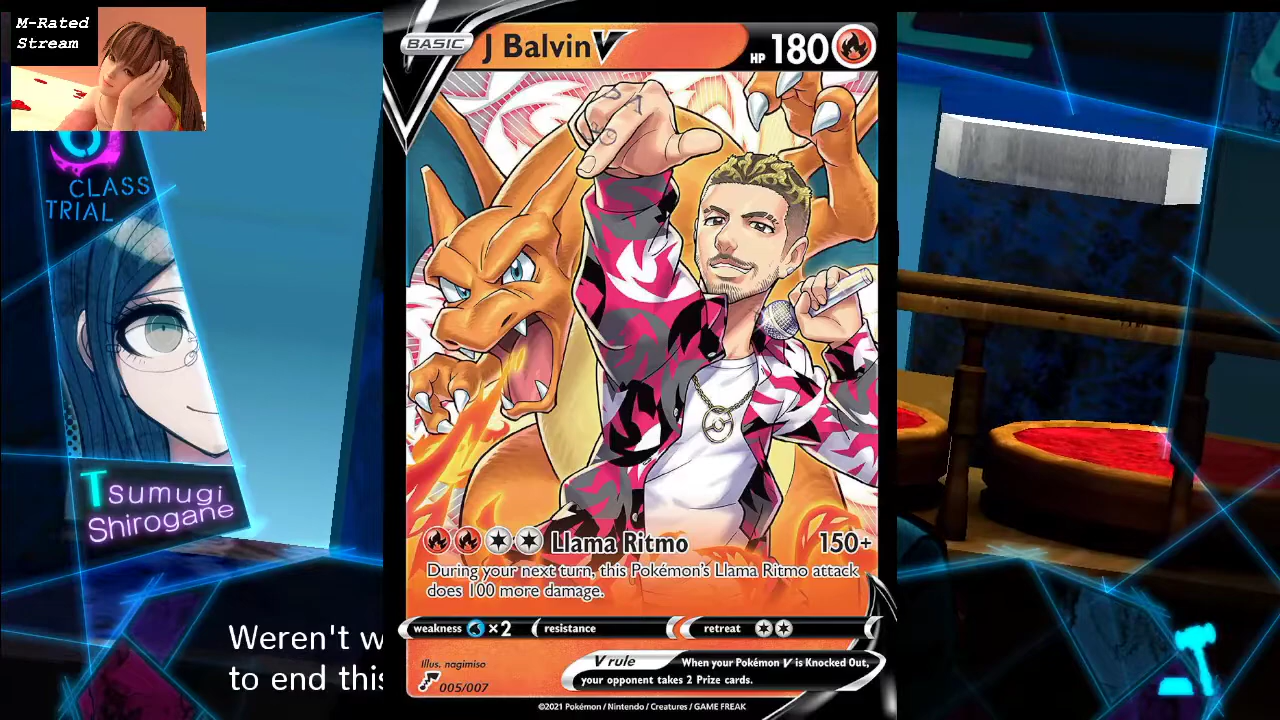 M-Rated
Stream
CLASS
TRIAL
Tsumugi
Shirogane
Weren't w
to end this
BASIC
J Balvin V
HP 180
Llama Ritmo 150+
During your next turn, this Pokémon's Llama Ritmo attack
does 100 more damage.
weakness ×2 resistance retreat
Illus. nagimiso
005/007
V rule When your Pokémon V is Knocked Out,
your opponent takes 2 Prize cards.
©2021 Pokémon / Nintendo / Creatures / GAME FREAK